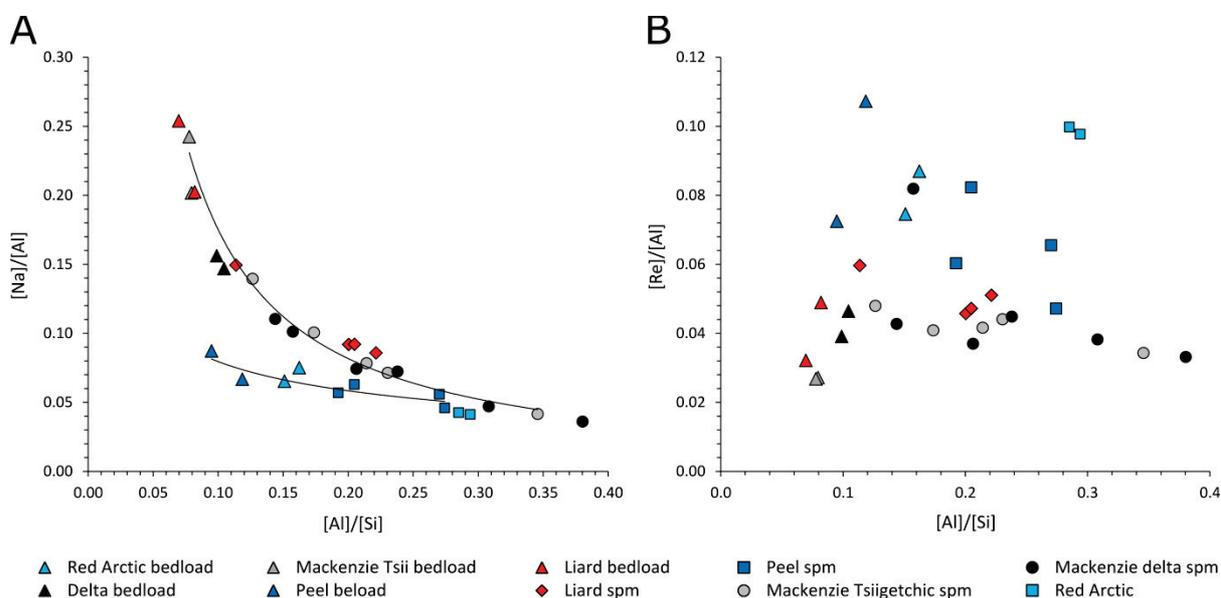 A
B
0.30
0.25
0.20
0.15
0.10
0.05
0.00
[Na]/[Al]
0.00 0.05 0.10 0.15 0.20 0.25 0.30 0.35 0.40
[Al]/[Si]
0.12
0.10
0.08
0.06
0.04
0.02
0.00
[Re]/[Al]
0.0 0.1 0.2 0.3 0.4
[Al]/[Si]
Red Arctic bedload Mackenzie Tsii bedload Liard bedload Peel spm Mackenzie delta spm
Delta bedload Peel beload Liard spm Mackenzie Tsiigetchic spm Red Arctic